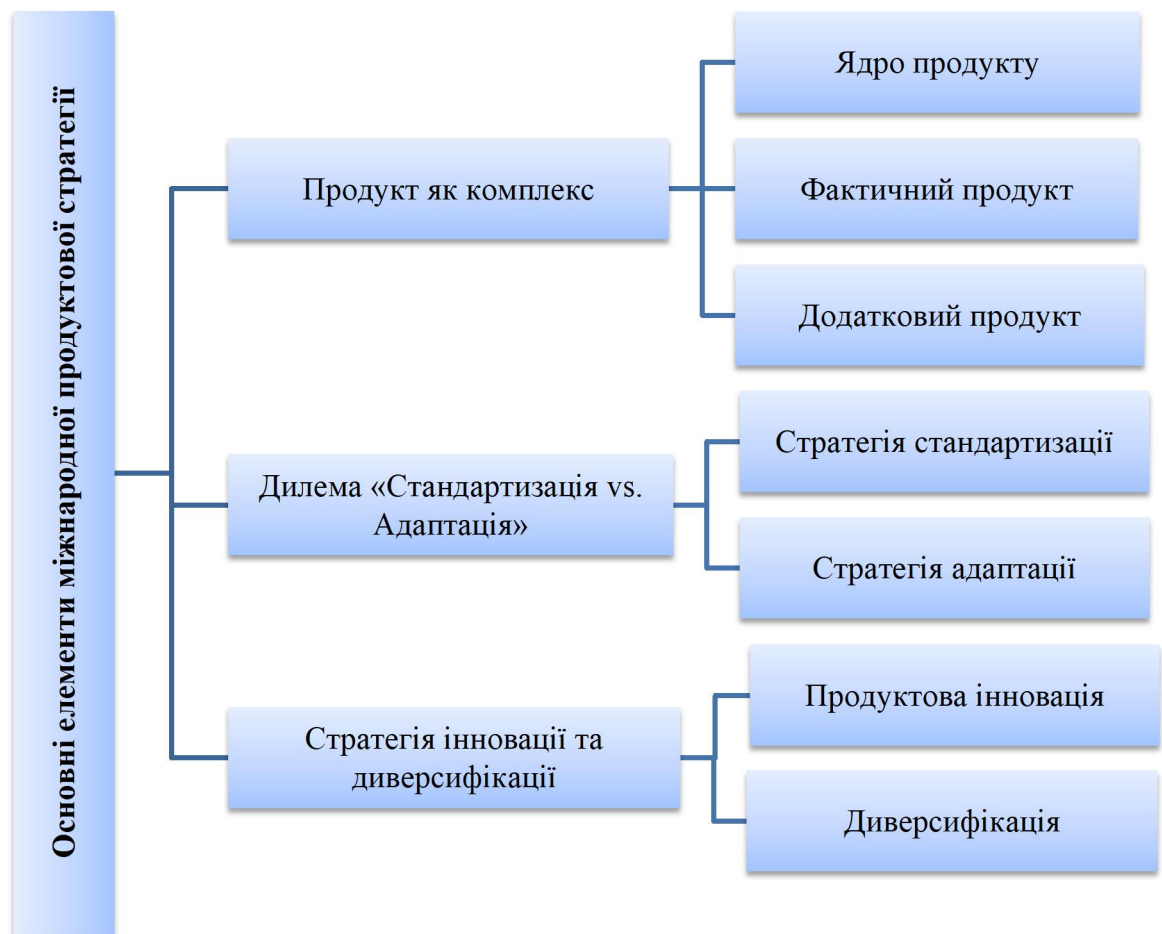 Основні елементи міжнародної продуктової стратегії
Продукт як комплекс
Ядро продукту
Фактичний продукт
Додатковий продукт
Дилема «Стандартизація vs.
Адаптація»
Стратегія стандартизації
Стратегія адаптації
Стратегія інновації та
диверсифікації
Продуктова інновація
Диверсифікація